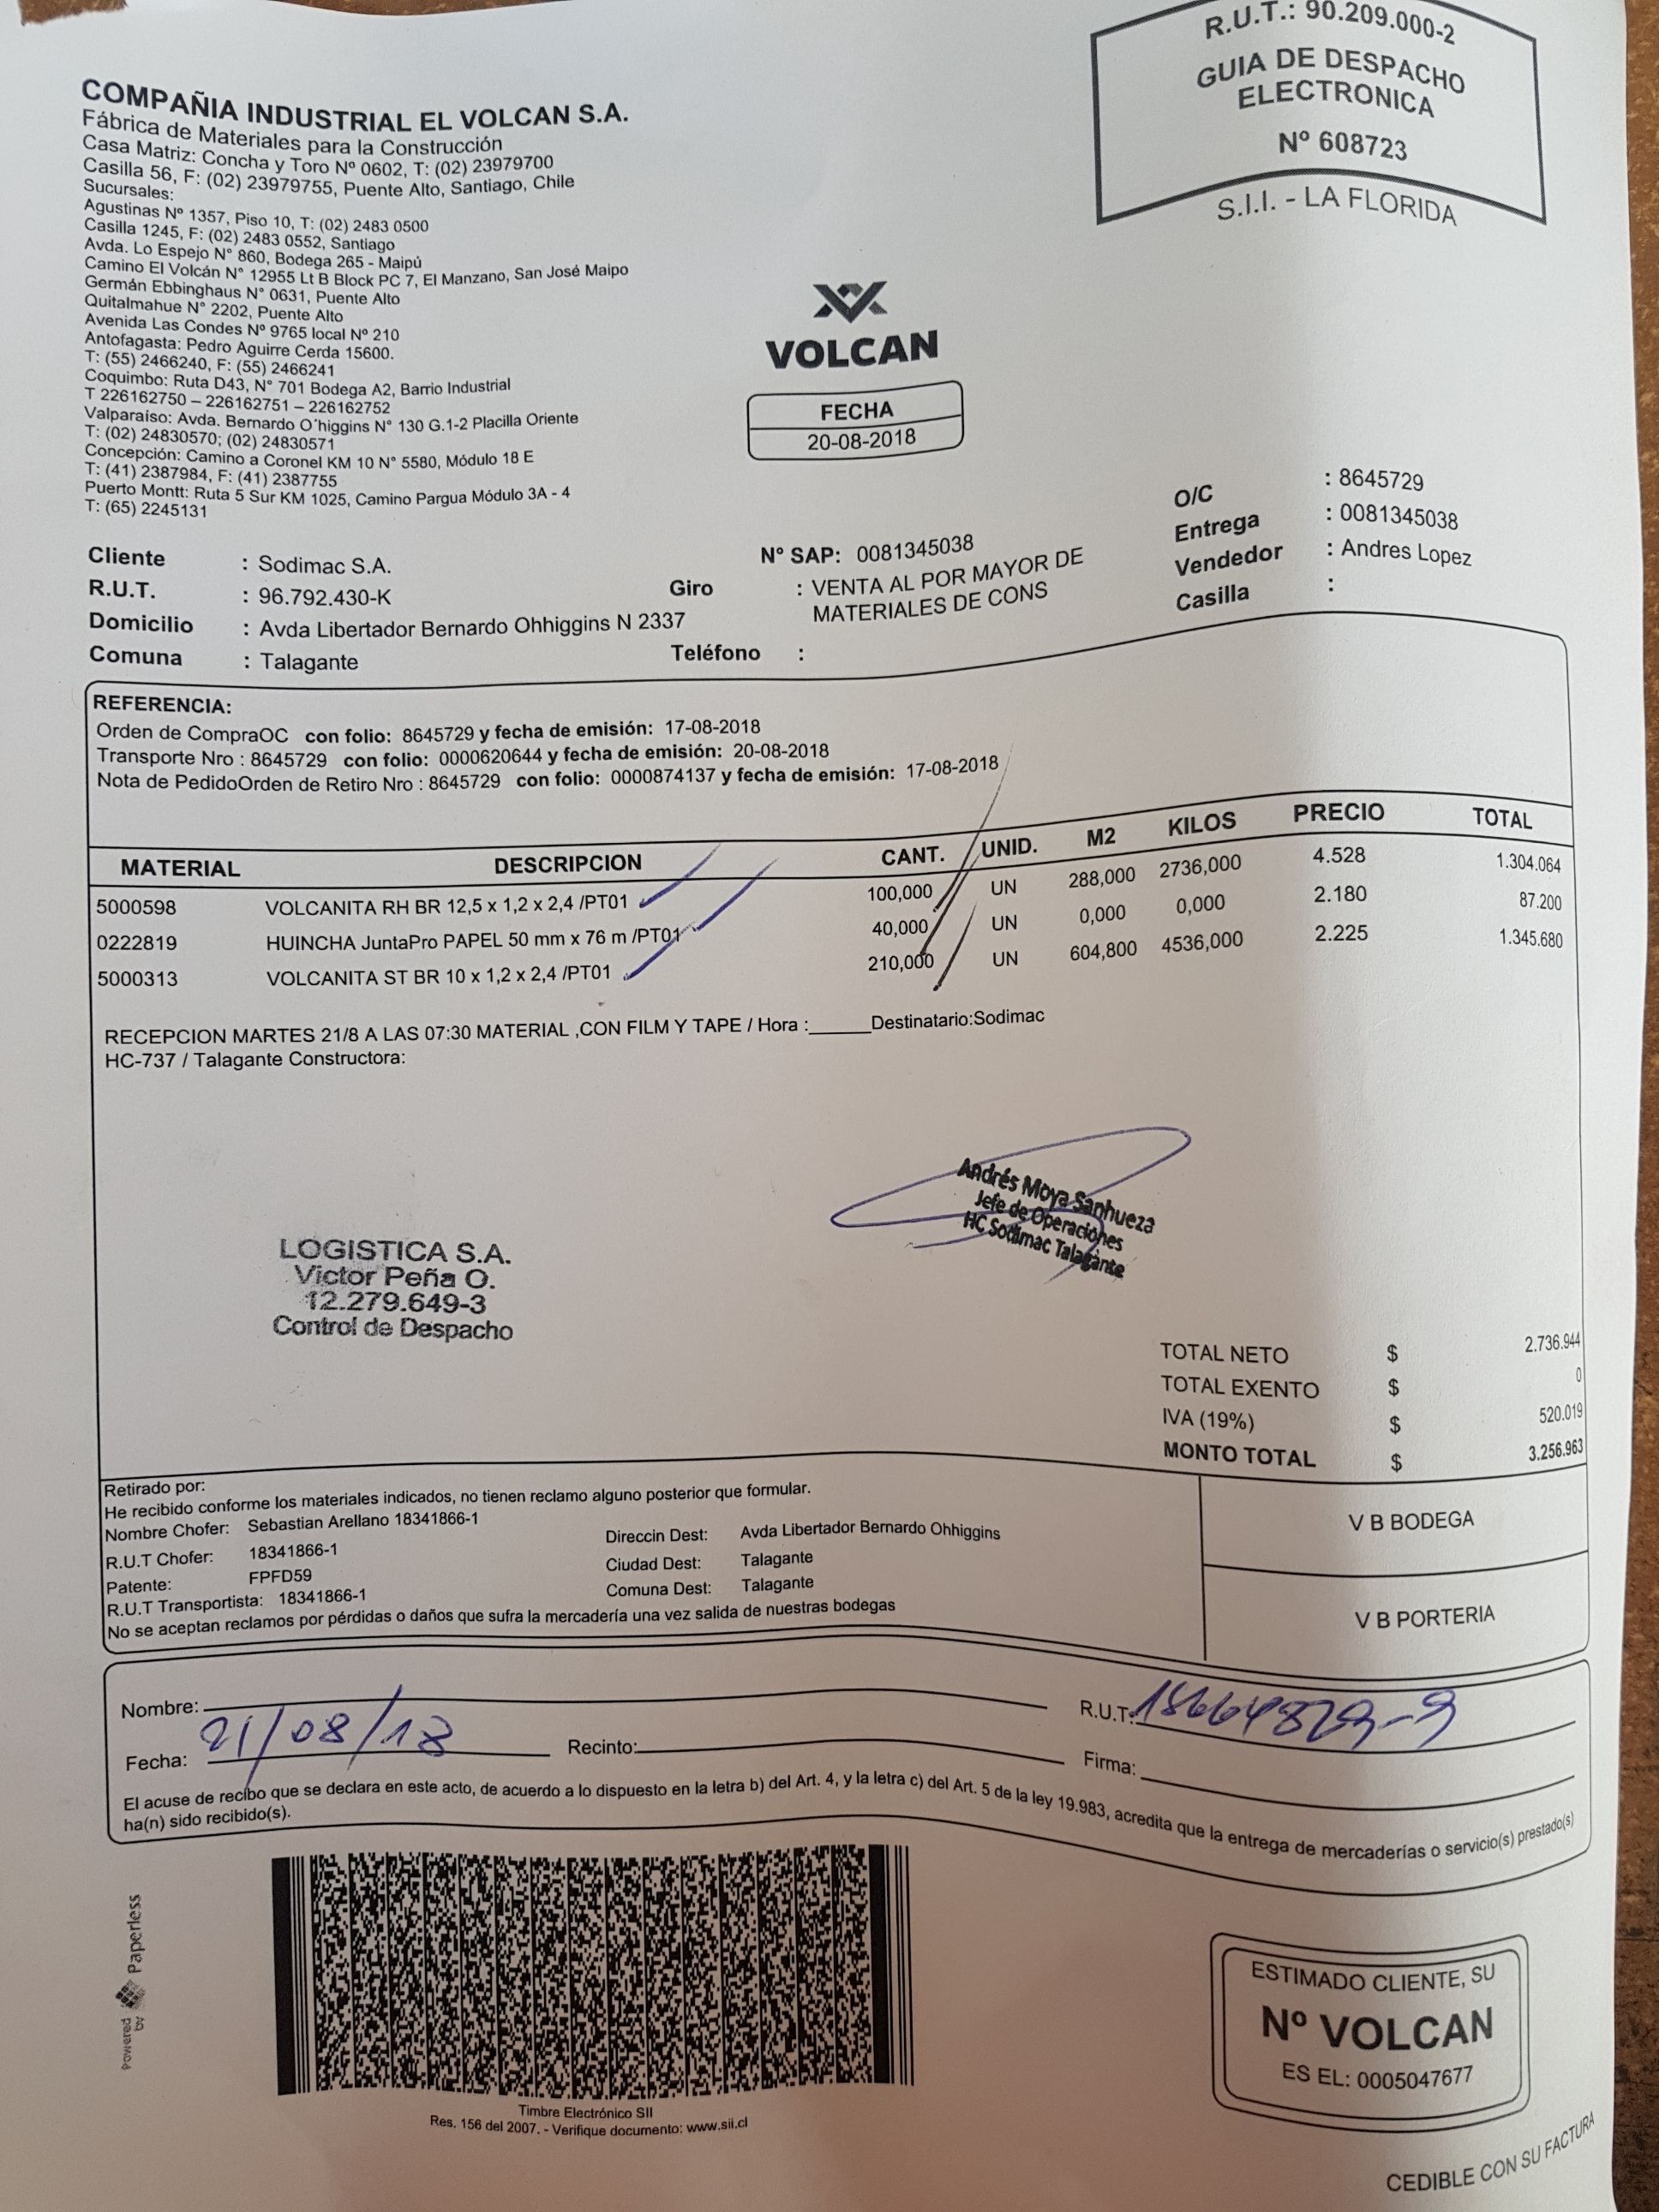 R.U.T.: 90.209.000-2
GUIA DE DESPACHO
ELECTRONICA
Nº 608723
S.I.I. - LA FLORIDA
COMPAÑIA INDUSTRIAL EL VOLCAN S.A.
Fábrica de Materiales para la Construcción
Casa Matriz: Concha y Toro Nº 0602, T: (02) 23979700
Casilla 56, F: (02) 23979755, Puente Alto, Santiago, Chile
Sucursales:
Agustinas Nº 1357, Piso 10, T: (02) 2483 0500
Casilla 1245, F: (02) 2483 0552, Santiago
Avda. Lo Espejo N° 860, Bodega 265 - Maipú
Camino El Volcán N° 12955 Lt B Block PC 7, El Manzano, San José Maipo
Germán Ebbinghaus N° 0631, Puente Alto
Quitalmahue N° 2202, Puente Alto
Avenida Las Condes Nº 9765 local Nº 210
Antofagasta: Pedro Aguirre Cerda 15600.
T: (55) 2466240, F: (55) 2466241
Coquimbo: Ruta D43, N° 701 Bodega A2, Barrio Industrial
T 226162750 – 226162751 – 226162752
Valparaíso: Avda. Bernardo O´higgins N° 130 G.1-2 Placilla Oriente
T: (02) 24830570; (02) 24830571
Concepción: Camino a Coronel KM 10 N° 5580, Módulo 18 E
T: (41) 2387984, F: (41) 2387755
Puerto Montt: Ruta 5 Sur KM 1025, Camino Pargua Módulo 3A - 4
T: (65) 2245131
VOLCAN
FECHA
20-08-2018
O/C : 8645729
Entrega : 0081345038
Vendedor : Andres Lopez
Casilla :
Cliente : Sodimac S.A. Nº SAP: 0081345038
R.U.T. : 96.792.430-K Giro : VENTA AL POR MAYOR DE
MATERIALES DE CONS
Domicilio : Avda Libertador Bernardo Ohhiggins N 2337
Comuna : Talagante Teléfono :
REFERENCIA:
Orden de CompraOC con folio: 8645729 y fecha de emisión: 17-08-2018
Transporte Nro : 8645729 con folio: 0000620644 y fecha de emisión: 20-08-2018
Nota de PedidoOrden de Retiro Nro : 8645729 con folio: 0000874137 y fecha de emisión: 17-08-2018
MATERIAL DESCRIPCION CANT. UNID. M2 KILOS PRECIO TOTAL
5000598 VOLCANITA RH BR 12,5 x 1,2 x 2,4 /PT01 100,000 UN 288,000 2736,000 4.528 1.304.064
0222819 HUINCHA JuntaPro PAPEL 50 mm x 76 m /PT01 40,000 UN 0,000 0,000 2.180 87.200
5000313 VOLCANITA ST BR 10 x 1,2 x 2,4 /PT01 210,000 UN 604,800 4536,000 2.225 1.345.680
RECEPCION MARTES 21/8 A LAS 07:30 MATERIAL ,CON FILM Y TAPE / Hora :______Destinatario:Sodimac
HC-737 / Talagante Constructora:
Andrés Moya Sanhueza
Jefe de Operaciones
HC Sodimac Talagante
LOGISTICA S.A.
Victor Peña O.
12.279.649-3
Control de Despacho
TOTAL NETO $ 2.736.944
TOTAL EXENTO $ 0
IVA (19%) $ 520.019
MONTO TOTAL $ 3.256.963
Retirado por:
He recibido conforme los materiales indicados, no tienen reclamo alguno posterior que formular.
Nombre Chofer: Sebastian Arellano 18341866-1 Direccin Dest: Avda Libertador Bernardo Ohhiggins
R.U.T Chofer: 18341866-1 Ciudad Dest: Talagante
Patente: FPFD59 Comuna Dest: Talagante
R.U.T Transportista: 18341866-1
No se aceptan reclamos por pérdidas o daños que sufra la mercadería una vez salida de nuestras bodegas
V B BODEGA
V B PORTERIA
Nombre: R.U.T.: 18664829-9
Fecha: 21/08/18 Recinto: Firma:
El acuse de recibo que se declara en este acto, de acuerdo a lo dispuesto en la letra b) del Art. 4, y la letra c) del Art. 5 de la ley 19.983, acredita que la entrega de mercaderías o servicio(s) prestado(s)
ha(n) sido recibido(s).
Powered by Paperless
Timbre Electrónico SII
Res. 156 del 2007. - Verifique documento: www.sii.cl
ESTIMADO CLIENTE, SU
Nº VOLCAN
ES EL: 0005047677
CEDIBLE CON SU FACTURA